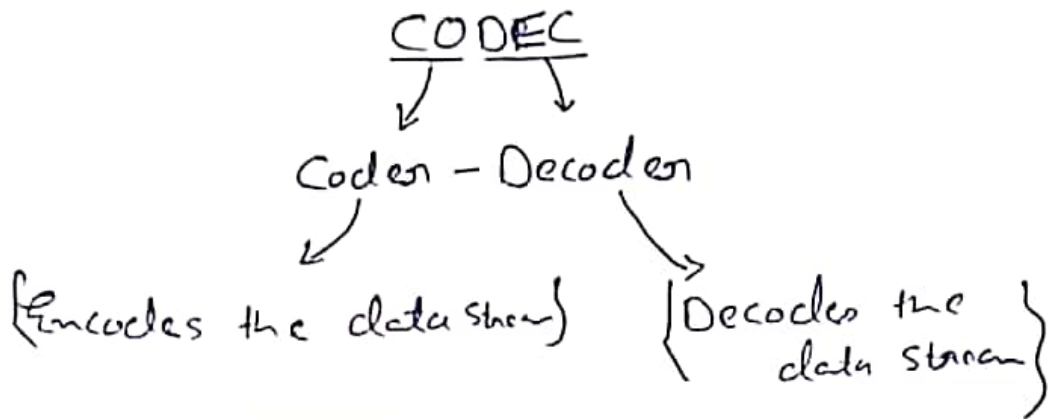 CODEC
Coder - Decoder
{Encodes the data stream} {Decodes the
data stream}